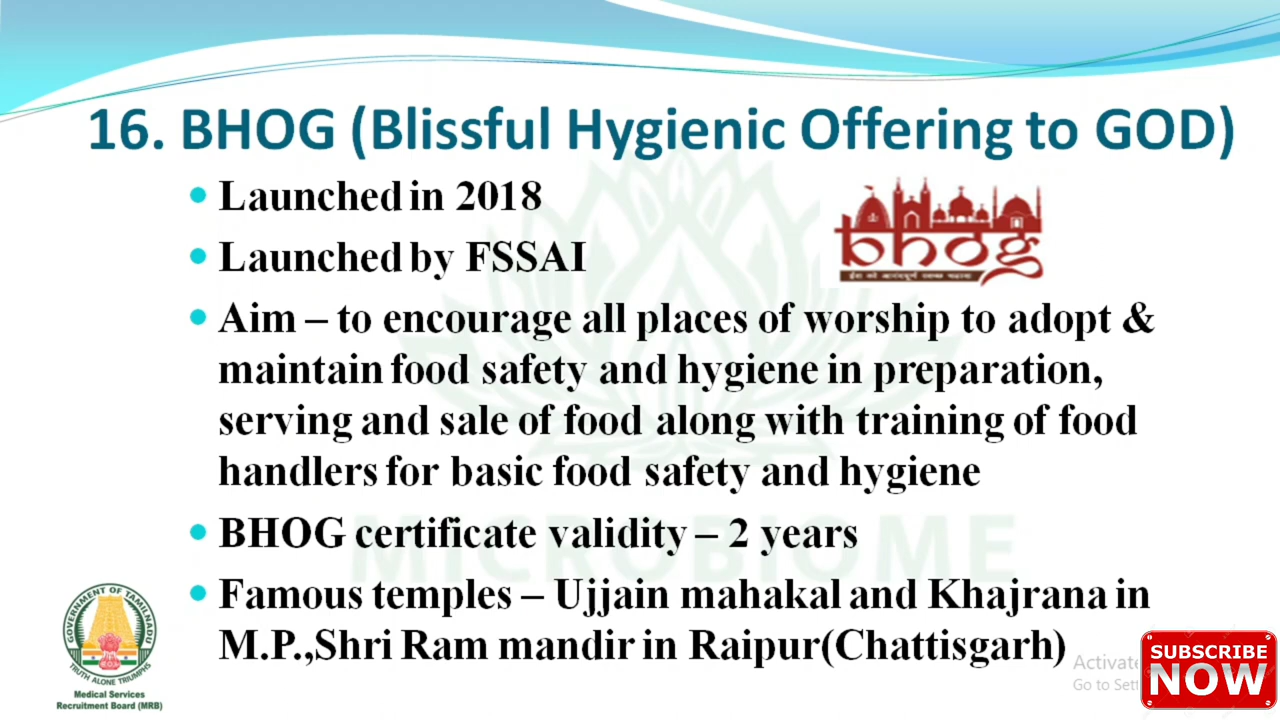 16. BHOG (Blissful Hygienic Offering to GOD)
Launched in 2018
Launched by FSSAI
bhog
Aim – to encourage all places of worship to adopt &
maintain food safety and hygiene in preparation,
serving and sale of food along with training of food
handlers for basic food safety and hygiene
BHOG certificate validity – 2 years
MICROBIOME
Famous temples – Ujjain mahakal and Khajrana in
M.P.,Shri Ram mandir in Raipur(Chattisgarh)
GOVERNMENT OF TAMILNADU
TRUTH ALONE TRIUMPHS
Medical Services
Recruitment Board (MRB)
Activat
Go to Sett
SUBSCRIBE
NOW